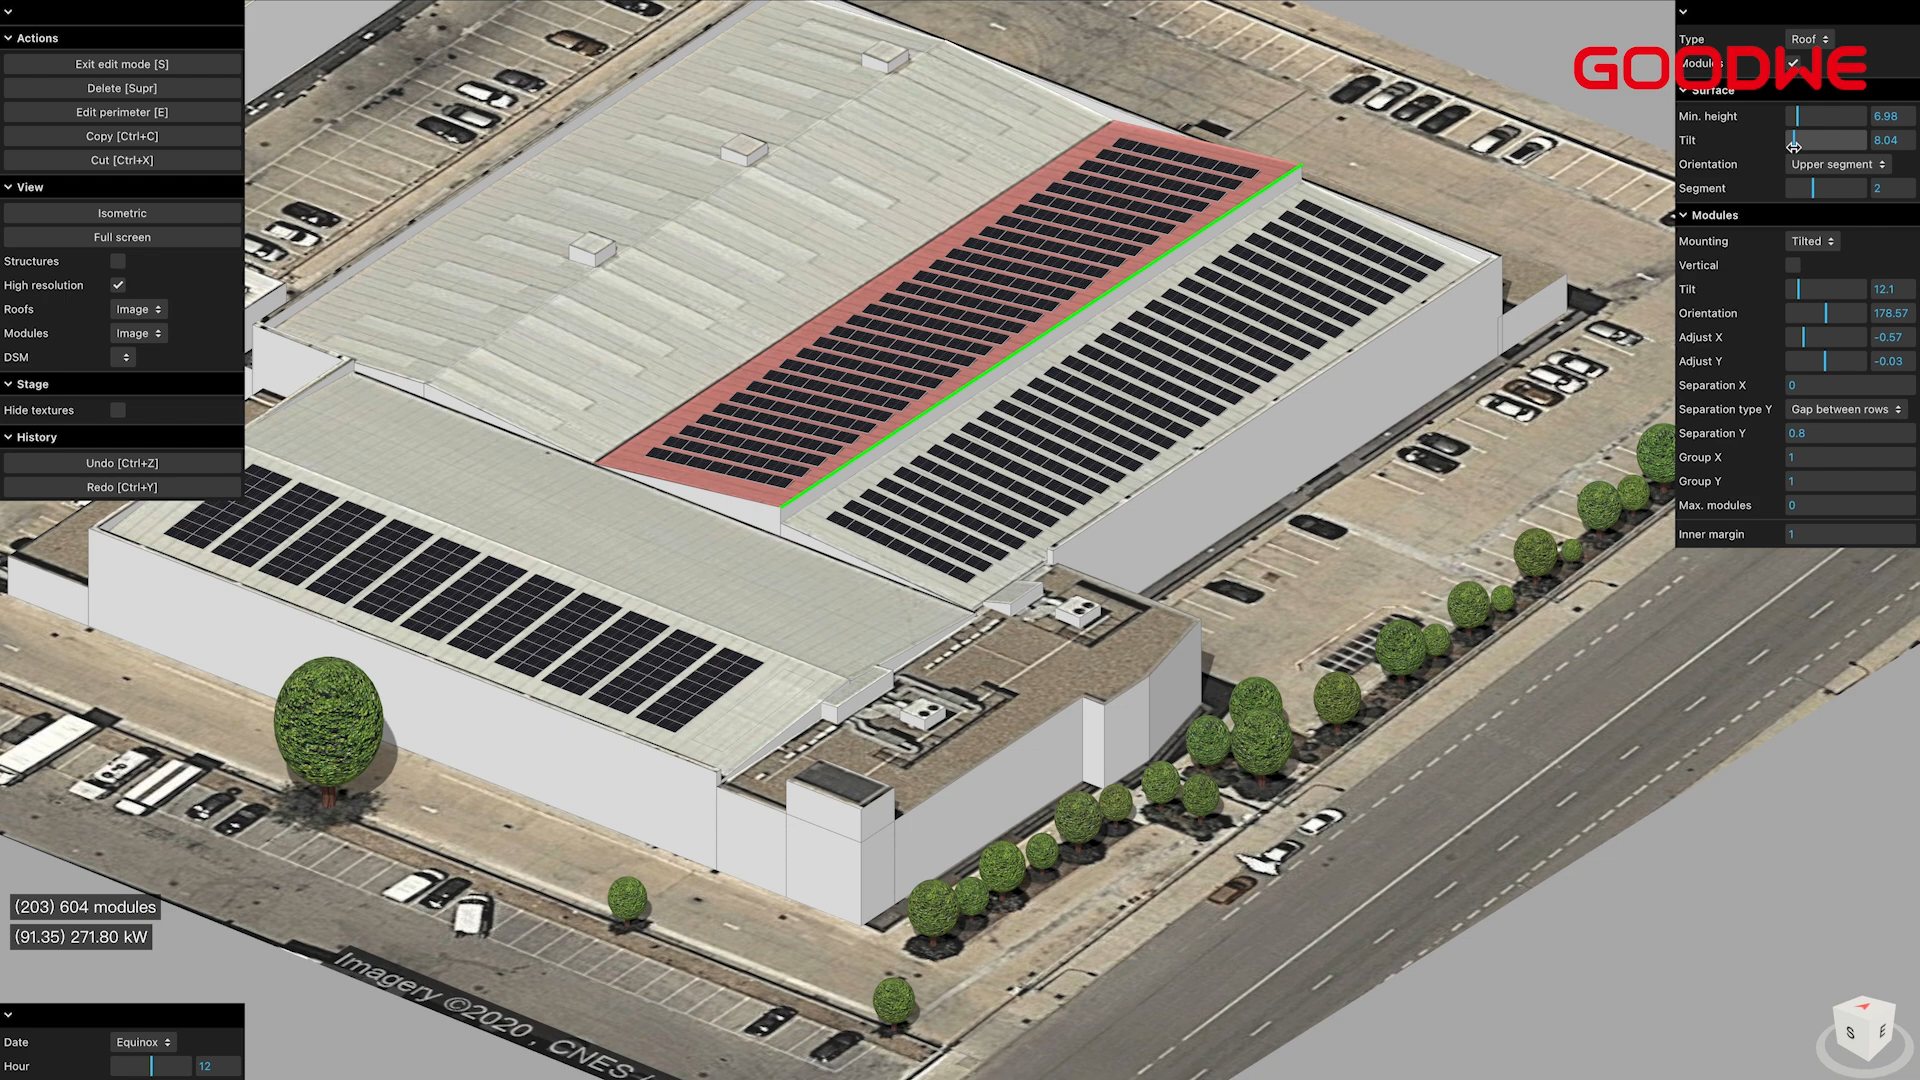 Actions
Exit edit mode [S]
Delete [Supr]
Edit perimeter [E]
Copy [Ctrl+C]
Cut [Ctrl+X]
View
Isometric
Full screen
Structures
High resolution
Roofs Image
Modules Image
DSM
Stage
Hide textures
History
Undo [Ctrl+Z]
Redo [Ctrl+Y]
(203) 604 modules
(91.35) 271.80 kW
Date Equinox
Hour 12
Imagery ©2020 , CNES /
GOODWE
Type Roof
Modules
Surface
Min. height 6.98
Tilt 8.04
Orientation Upper segment
Segment 2
Modules
Mounting Tilted
Vertical
Tilt 12.1
Orientation 178.57
Adjust X -0.57
Adjust Y -0.03
Separation X 0
Separation type Y Gap between rows
Separation Y 0.8
Group X 1
Group Y 1
Max. modules 0
Inner margin 1
S E